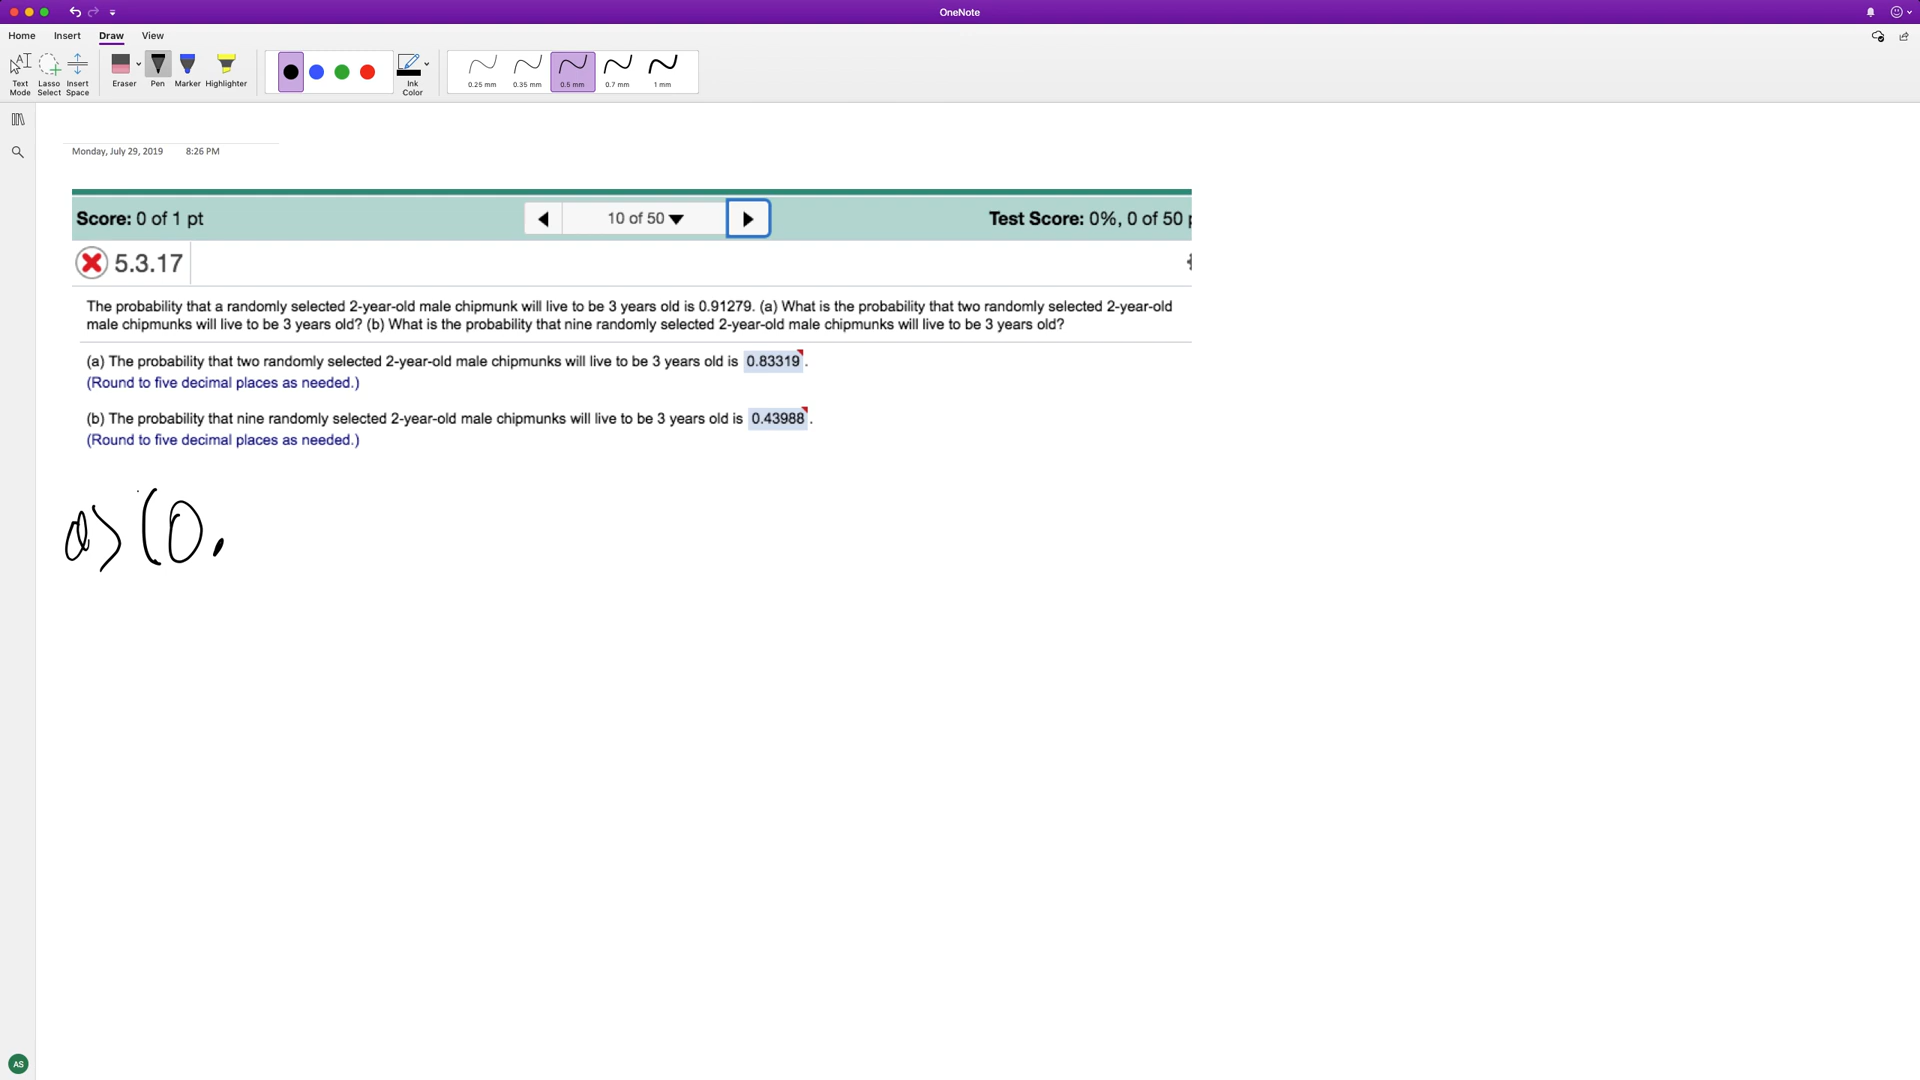 OneNote
Home Insert Draw View
Text Mode
Lasso Select
Insert Space
Eraser
Pen
Marker
Highlighter
Ink Color
0.25 mm
0.35 mm
0.5 mm
0.7 mm
1 mm
Monday, July 29, 2019 8:26 PM
Score: 0 of 1 pt
10 of 50
Test Score: 0%, 0 of 50
5.3.17
The probability that a randomly selected 2-year-old male chipmunk will live to be 3 years old is 0.91279. (a) What is the probability that two randomly selected 2-year-old
male chipmunks will live to be 3 years old? (b) What is the probability that nine randomly selected 2-year-old male chipmunks will live to be 3 years old?
(a) The probability that two randomly selected 2-year-old male chipmunks will live to be 3 years old is 0.83319.
(Round to five decimal places as needed.)
(b) The probability that nine randomly selected 2-year-old male chipmunks will live to be 3 years old is 0.43988.
(Round to five decimal places as needed.)
a) (0.
AS